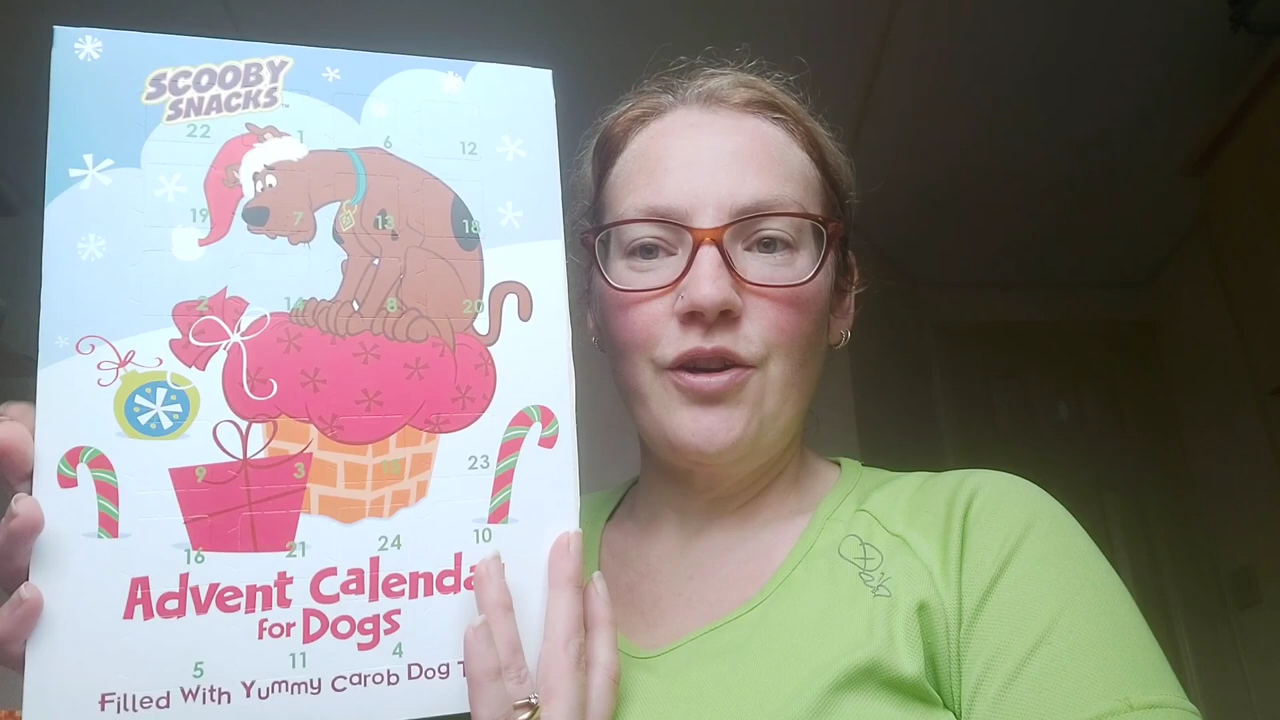 SCOOBY
SNACKS
22 1 6 12
19 7 13 18
2 14 8 20
9 3 15 23
16 21 24 10
Advent Calenda
for Dogs
5 11 4
Filled With Yummy Carob Dog T